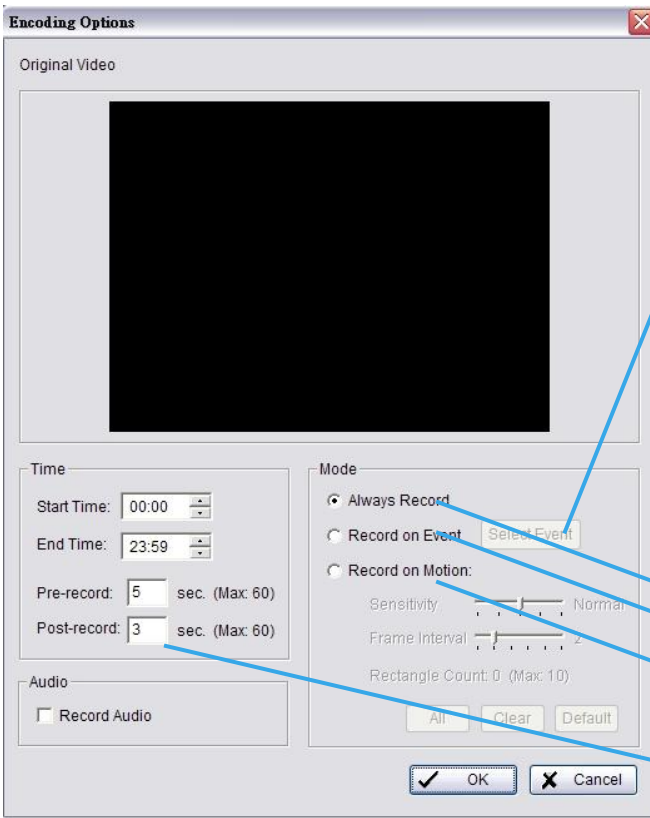 Encoding Options
Original Video
Time
Start Time: 00:00
End Time: 23:59
Pre-record: 5 sec. (Max: 60)
Post-record: 3 sec. (Max: 60)
Audio
Record Audio
Mode
Always Record
Record on Event Select Event
Record on Motion:
Sensitivity Normal
Frame Interval 2
Rectangle Count: 0 (Max: 10)
All Clear Default
OK Cancel